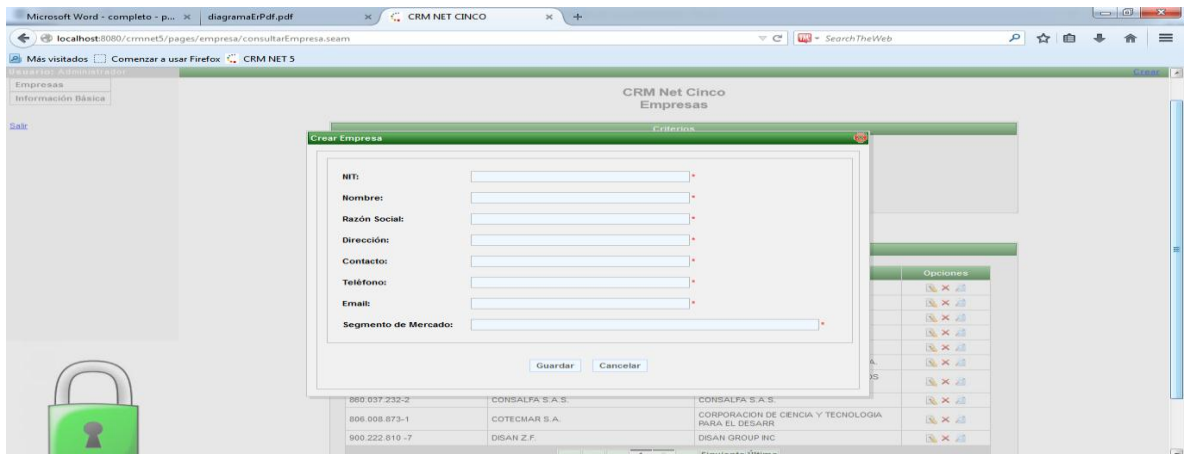 Microsoft Word - completo - p... × diagramaErPdf.pdf × CRM NET CINCO × +
localhost:8080/crmnet5/pages/empresa/consultarEmpresa.seam SearchTheWeb
Más visitados Comenzar a usar Firefox CRM NET 5
Usuario: Administrador Crear
Empresas
Información Básica
Salir
CRM Net Cinco
Empresas
Criterios
Crear Empresa
NIT: *
Nombre: *
Razón Social: *
Dirección: *
Contacto: *
Teléfono: *
Email: *
Segmento de Mercado: *
Guardar Cancelar
Opciones
860.037.232-2 CONSALFA S.A.S. CONSALFA S.A.S.
806.008.873-1 COTECMAR S.A. CORPORACION DE CIENCIA Y TECNOLOGIA
PARA EL DESARR
900.222.810 -7 DISAN Z.F. DISAN GROUP INC
Siguiente Último